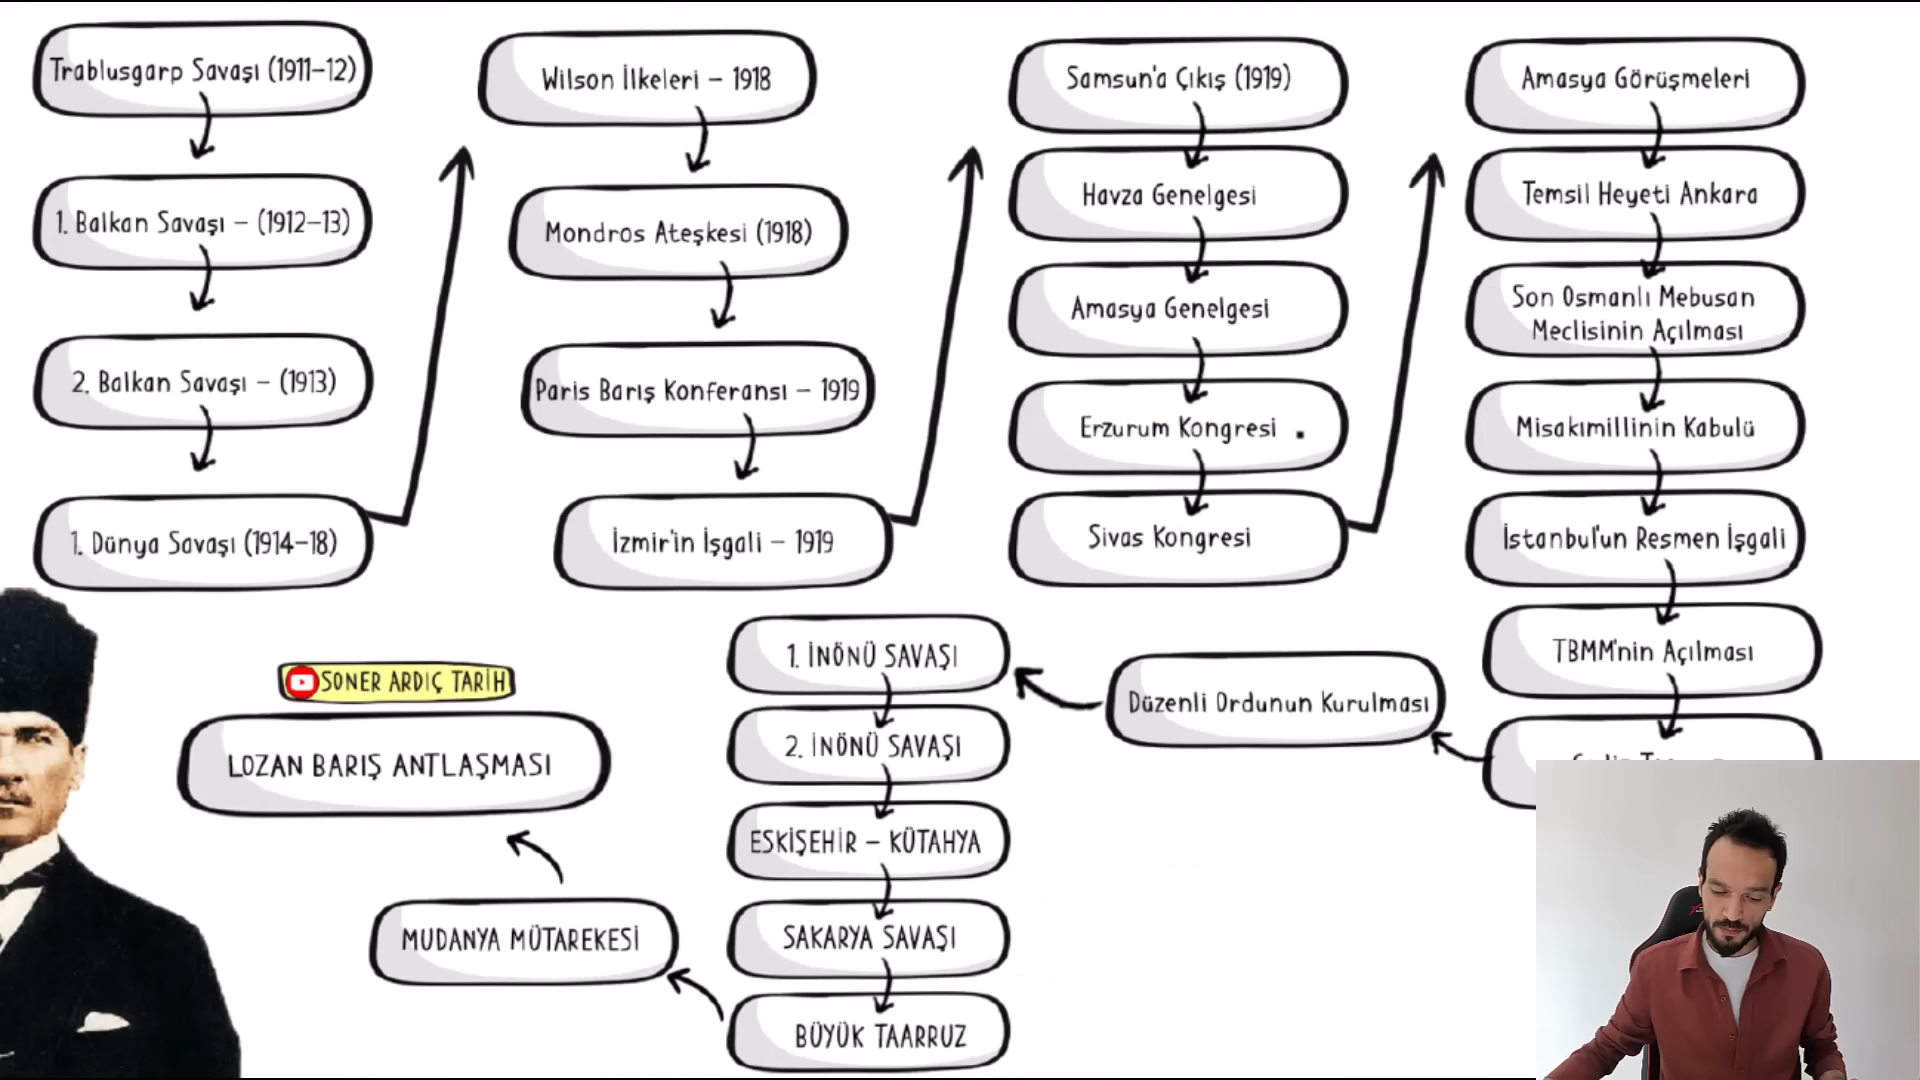 Trablusgarp Savaşı (1911-12)
1. Balkan Savaşı - (1912-13)
2. Balkan Savaşı - (1913)
1. Dünya Savaşı (1914-18)
Wilson İlkeleri - 1918
Mondros Ateşkesi (1918)
Paris Barış Konferansı - 1919
İzmir'in İşgali - 1919
Samsun'a Çıkış (1919)
Havza Genelgesi
Amasya Genelgesi
Erzurum Kongresi
Sivas Kongresi
Amasya Görüşmeleri
Temsil Heyeti Ankara
Son Osmanlı Mebusan
Meclisinin Açılması
Misakımillinin Kabulü
İstanbul'un Resmen İşgali
TBMM'nin Açılması
Düzenli Ordunun Kurulması
1. İNÖNÜ SAVAŞI
2. İNÖNÜ SAVAŞI
ESKİŞEHİR - KÜTAHYA
SAKARYA SAVAŞI
BÜYÜK TAARRUZ
MUDANYA MÜTAREKESİ
SONER ARDIÇ TARİH
LOZAN BARIŞ ANTLAŞMASI